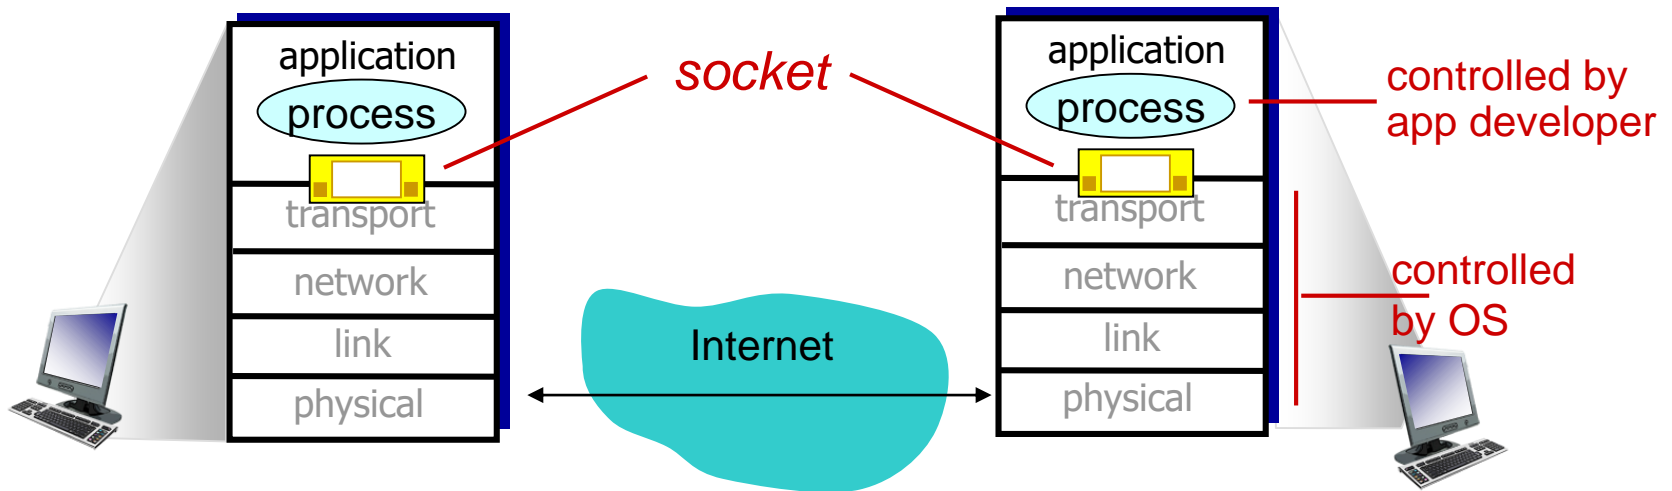 application
process
transport
network
link
physical
socket
Internet
application
process
transport
network
link
physical
controlled by
app developer
controlled
by OS